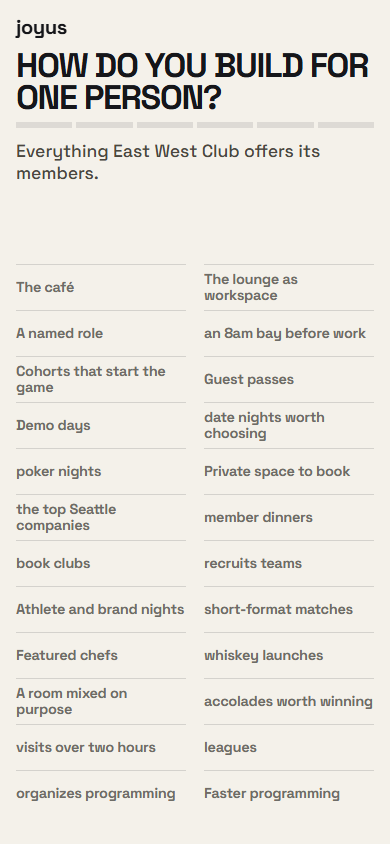 joyus
HOW DO YOU BUILD FOR
ONE PERSON?
Everything East West Club offers its
members.
The café
The lounge as
workspace
A named role
an 8am bay before work
Cohorts that start the
game
Guest passes
Demo days
date nights worth
choosing
poker nights
Private space to book
the top Seattle
companies
member dinners
book clubs
recruits teams
Athlete and brand nights
short-format matches
Featured chefs
whiskey launches
A room mixed on
purpose
accolades worth winning
visits over two hours
leagues
organizes programming
Faster programming